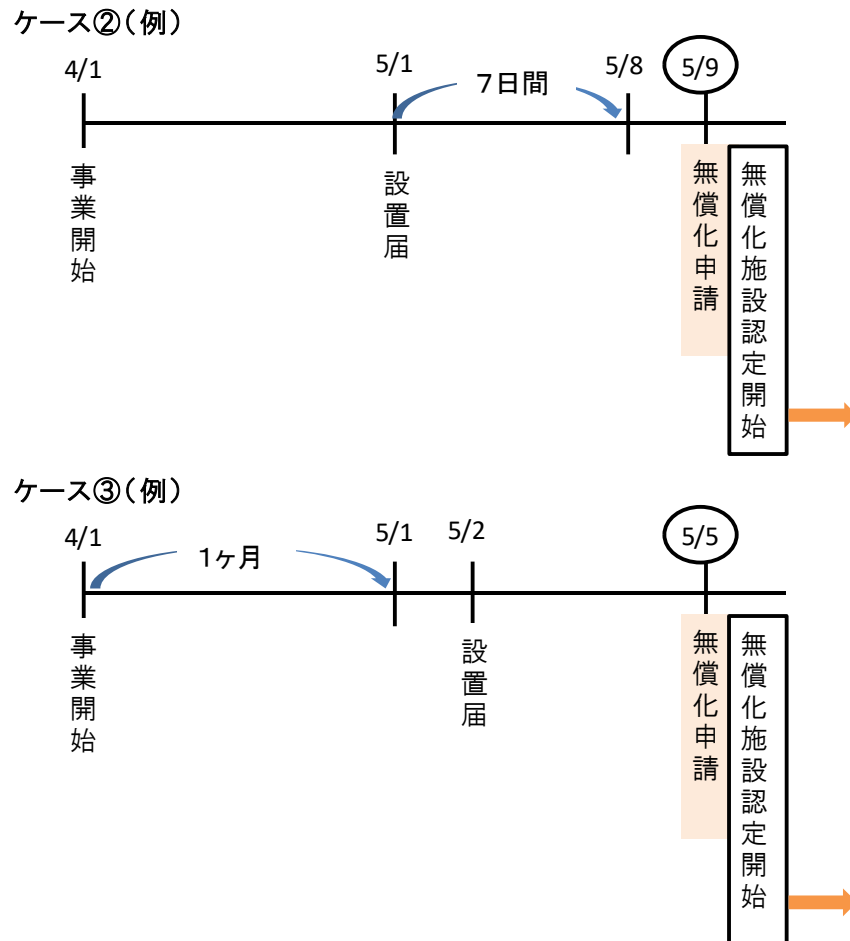 ケース②(例)
4/1
5/1
7日間
5/8
5/9
事業開始
設置届
無償化申請
無償化施設認定開始
ケース③(例)
4/1
1ヶ月
5/1
5/2
5/5
事業開始
設置届
無償化申請
無償化施設認定開始